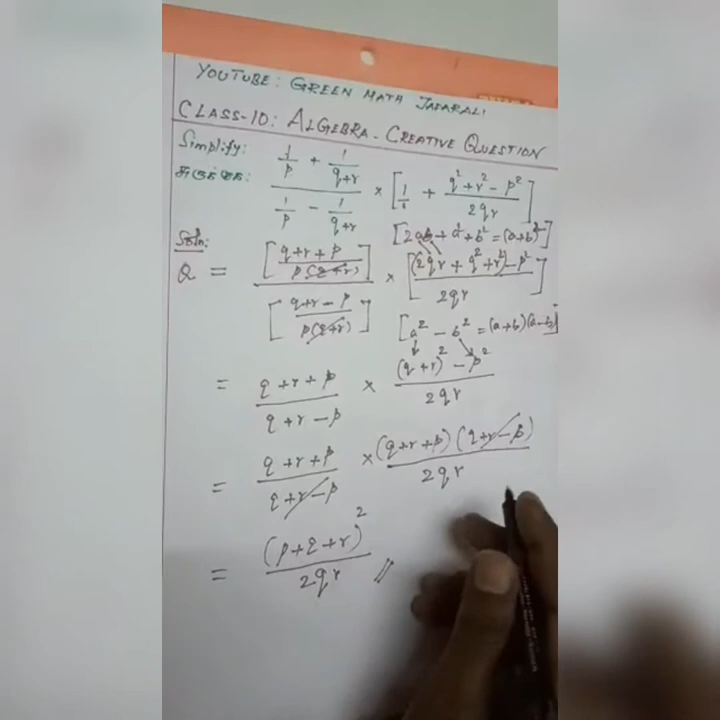 YOUTUBE: GREEN MATH JAFARALI
CLASS-10: ALGEBRA - CREATIVE QUESTION
Simplify: (1/p + 1/(q+r)) / (1/p - 1/(q+r)) × [1/1 + (q² + r² - p²)/2qr]
சுருக்குக:
[2ab + a² + b² = (a+b)²]
Soln:
Q = [(q+r+p)/p(q+r)] / [(q+r-p)/p(q+r)] × [((2qr + q² + r²) - p²)/2qr]
[a² - b² = (a+b)(a-b)]
= (q+r+p)/(q+r-p) × ((q+r)² - p²)/2qr
= (q+r+p)/(q+r-p) × (q+r+p)(q+r-p)/2qr
= (p+q+r)²/2qr //